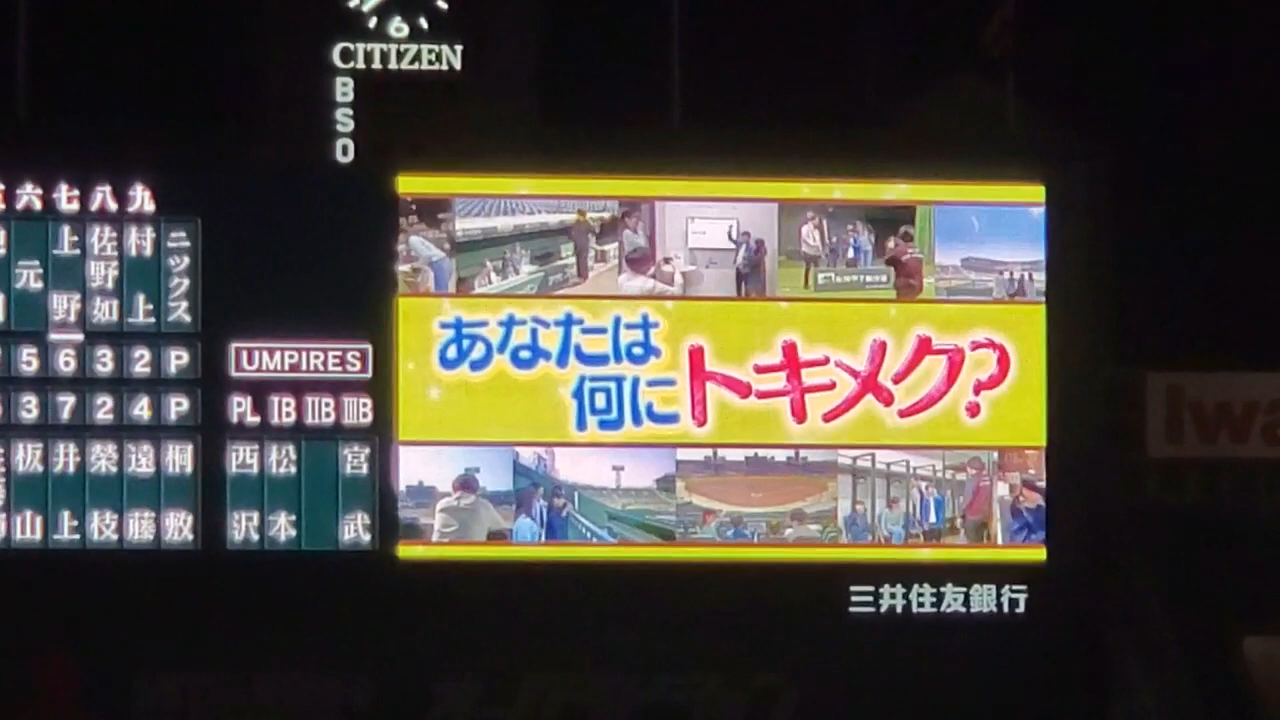 6
CITIZEN
B
S
O
六 七 八 九
元 上野 佐野如 村上 ニックス
5 6 3 2 P
3 7 2 4 P
板山 井上 榮枝 遠藤 桐敷
UMPIRES
PL IB IIB IIIB
西沢 松本 宮武
あなたは
何にトキメク?
三井住友銀行
Iwa